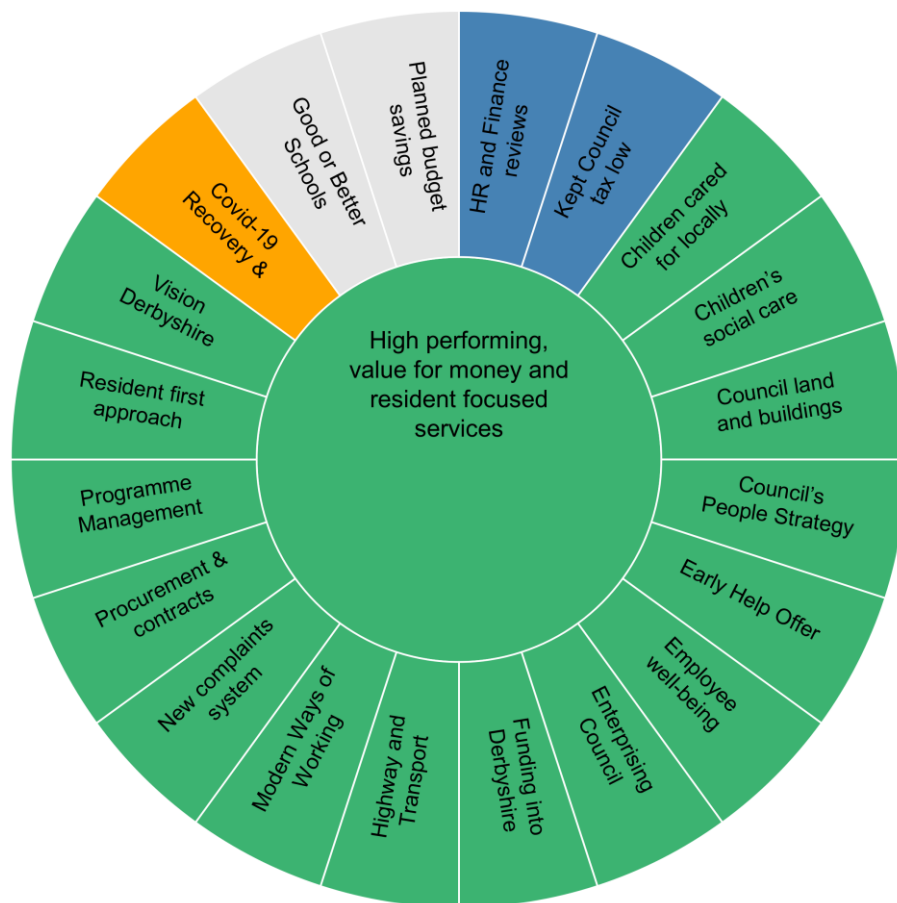 High performing,
value for money and
resident focused
services
HR and Finance
reviews
Kept Council
tax low
Children cared
for locally
Children's
social care
Council land
and buildings
Council's
People Strategy
Early Help Offer
Employee
well-being
Enterprising
Council
Funding into
Derbyshire
Highway and
Transport
Modern Ways of
Working
New complaints
system
Procurement &
contracts
Programme
Management
Resident first
approach
Vision
Derbyshire
Covid-19
Recovery &
Good or Better
Schools
Planned budget
savings